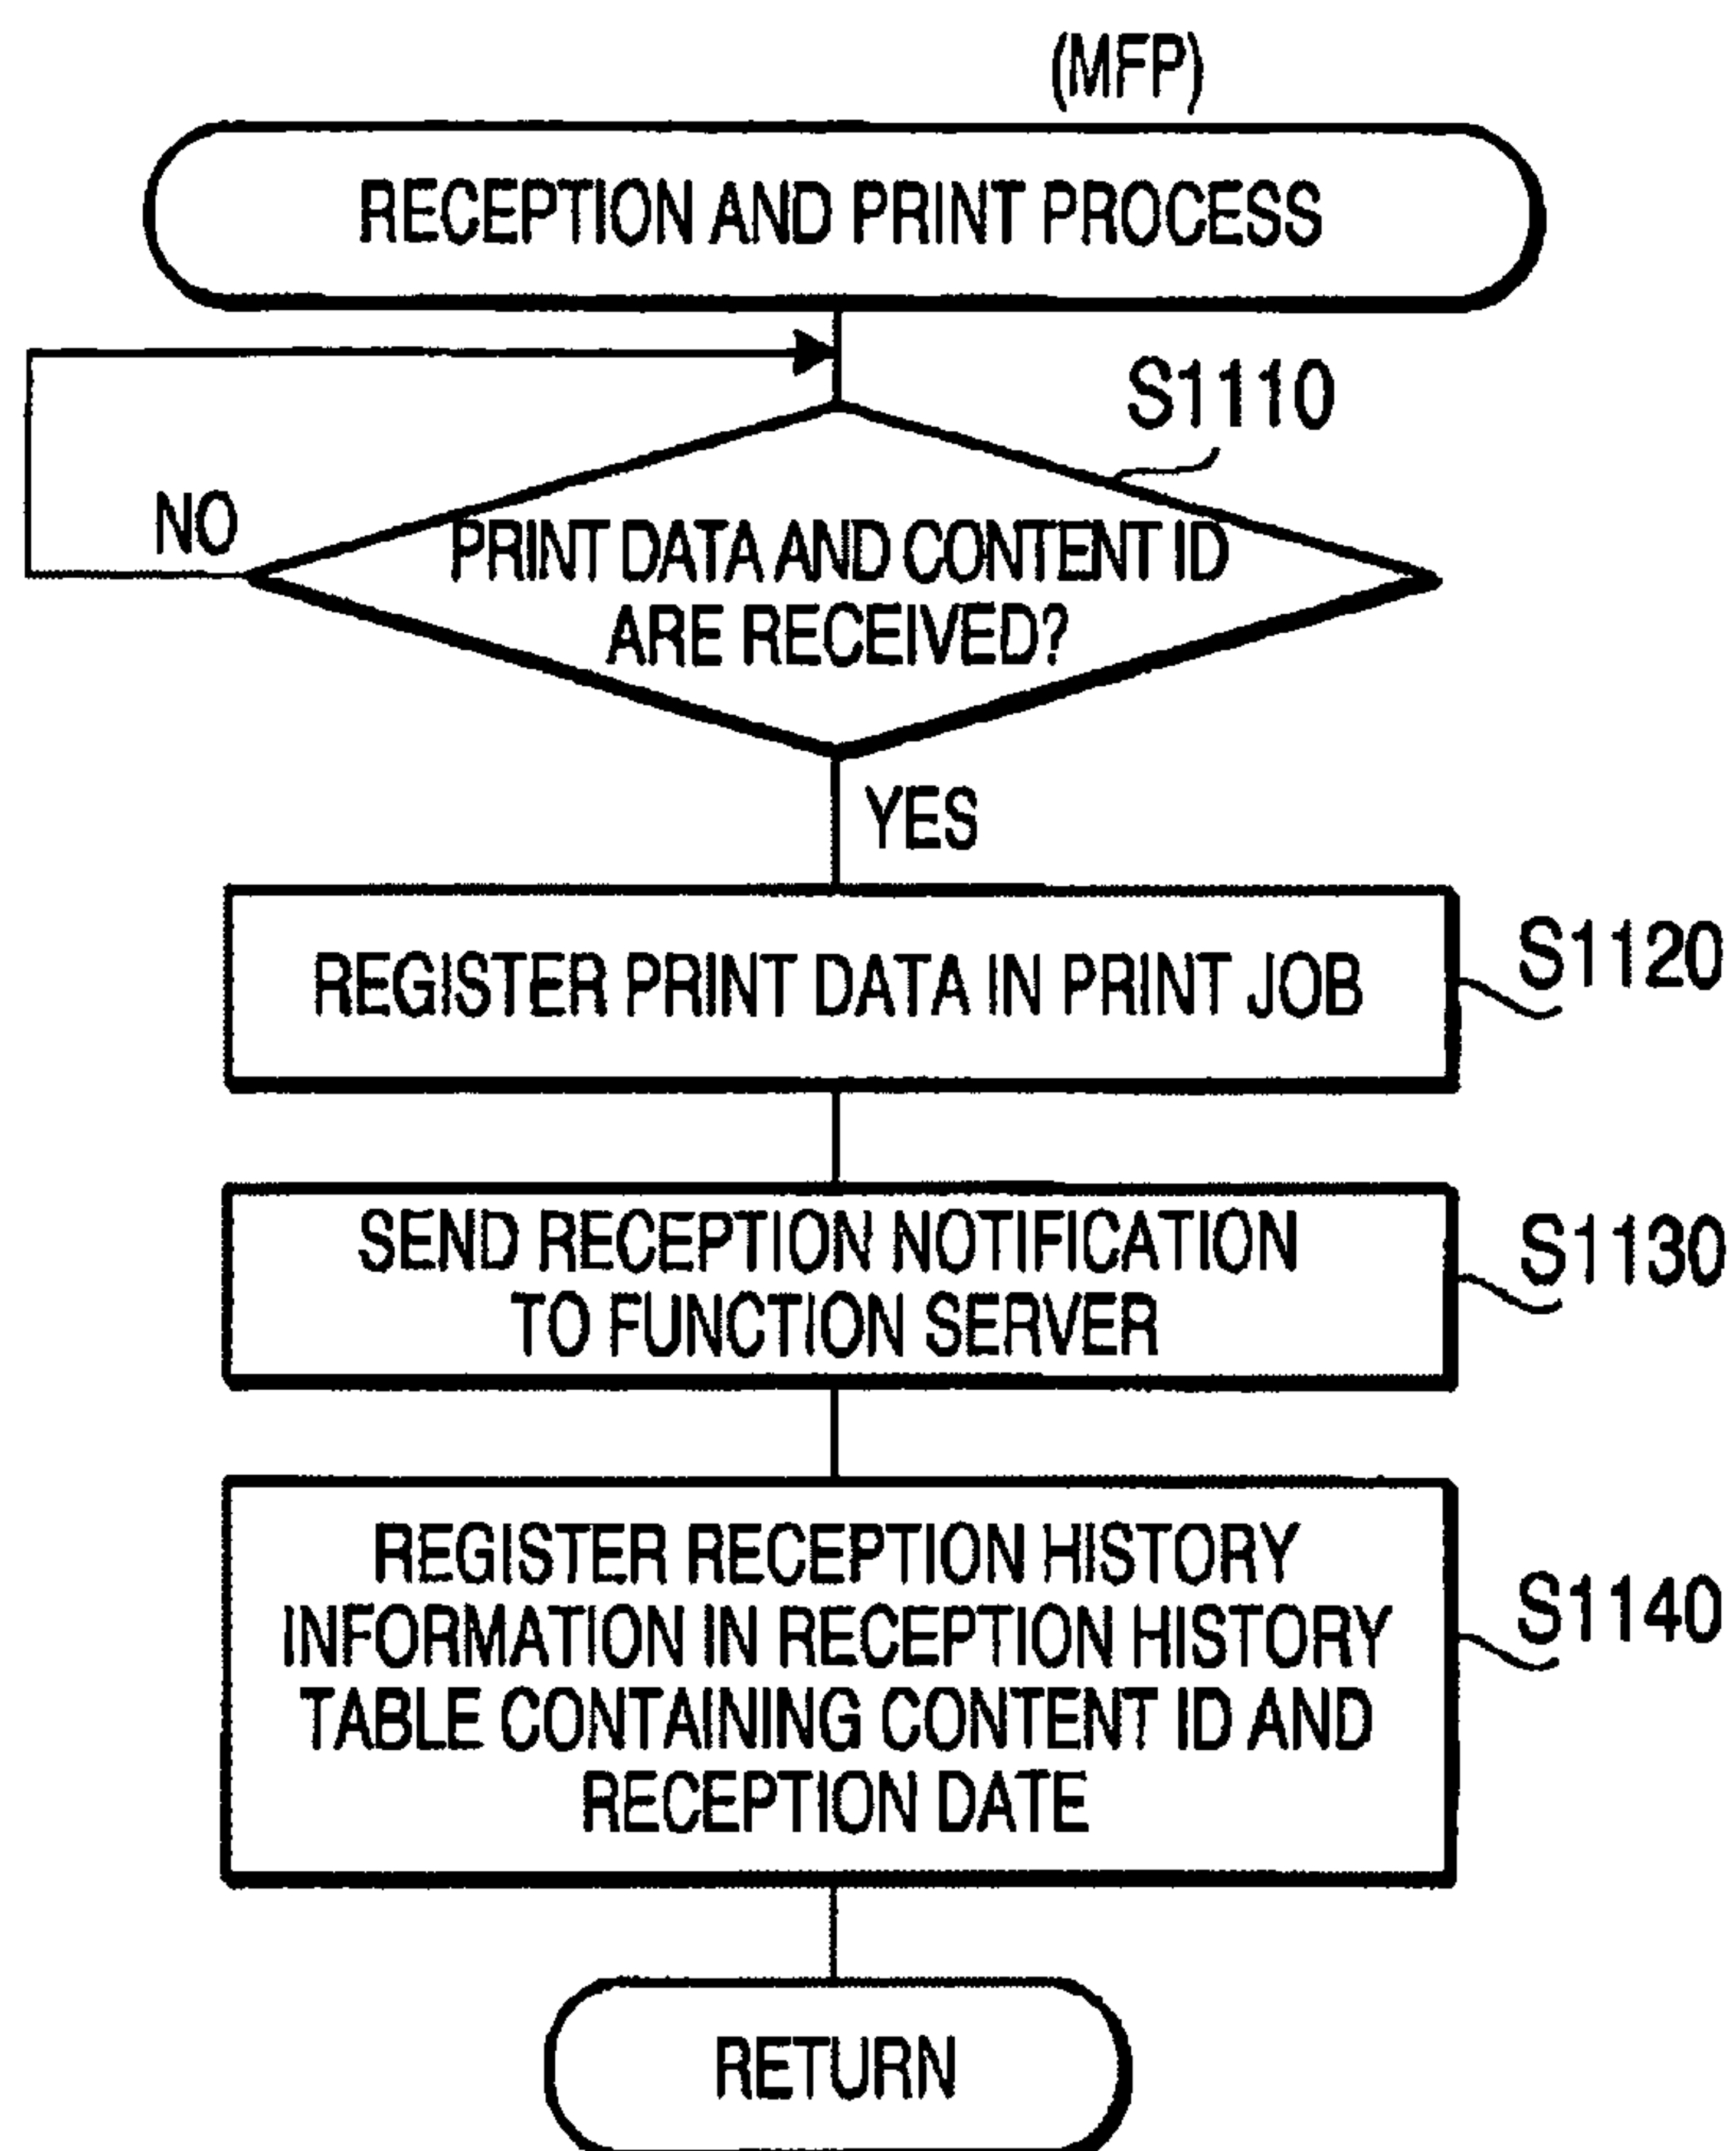 (MFP)
RECEPTION AND PRINT PROCESS
S1110
NO
PRINT DATA AND CONTENT ID
ARE RECEIVED?
YES
REGISTER PRINT DATA IN PRINT JOB
S1120
SEND RECEPTION NOTIFICATION
TO FUNCTION SERVER
S1130
REGISTER RECEPTION HISTORY
INFORMATION IN RECEPTION HISTORY
TABLE CONTAINING CONTENT ID AND
RECEPTION DATE
S1140
RETURN